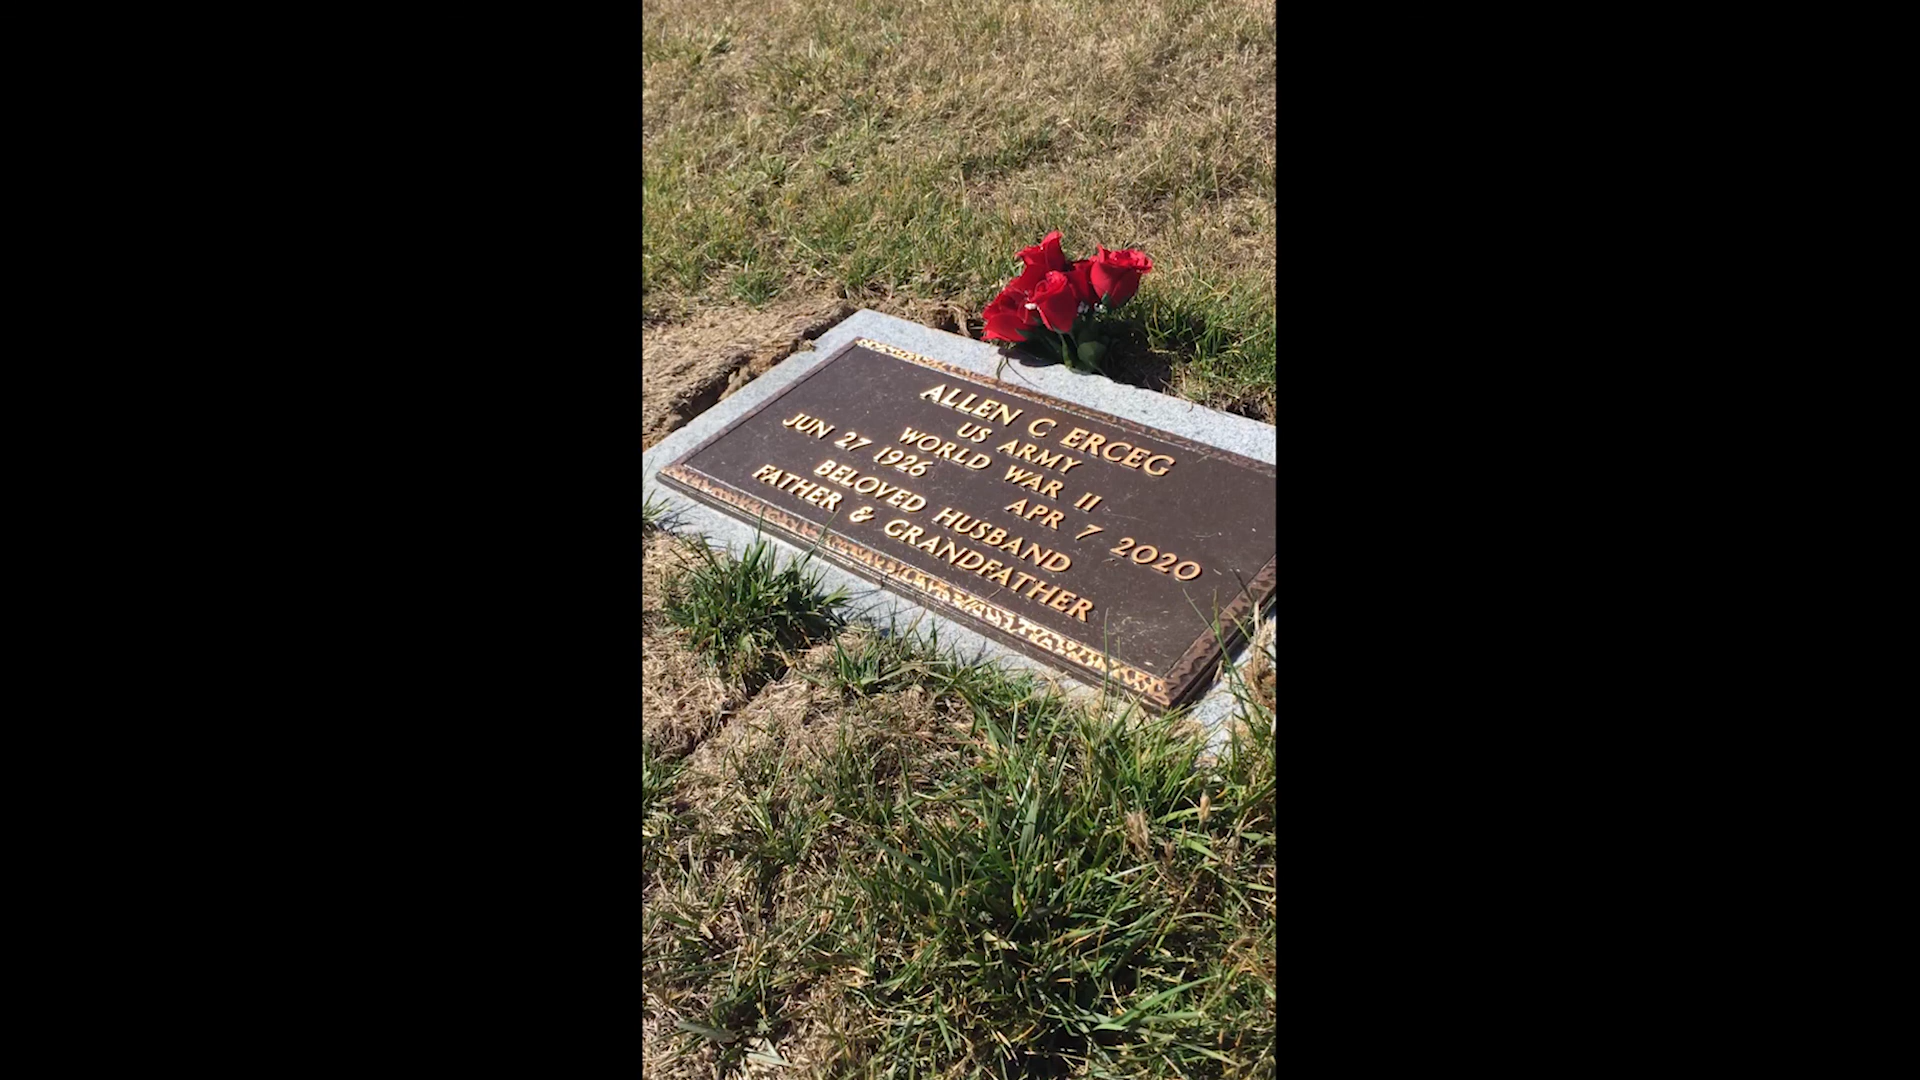 ALLEN C ERCEG
US ARMY
WORLD WAR II
JUN 27 1926 APR 7 2020
BELOVED HUSBAND
FATHER & GRANDFATHER